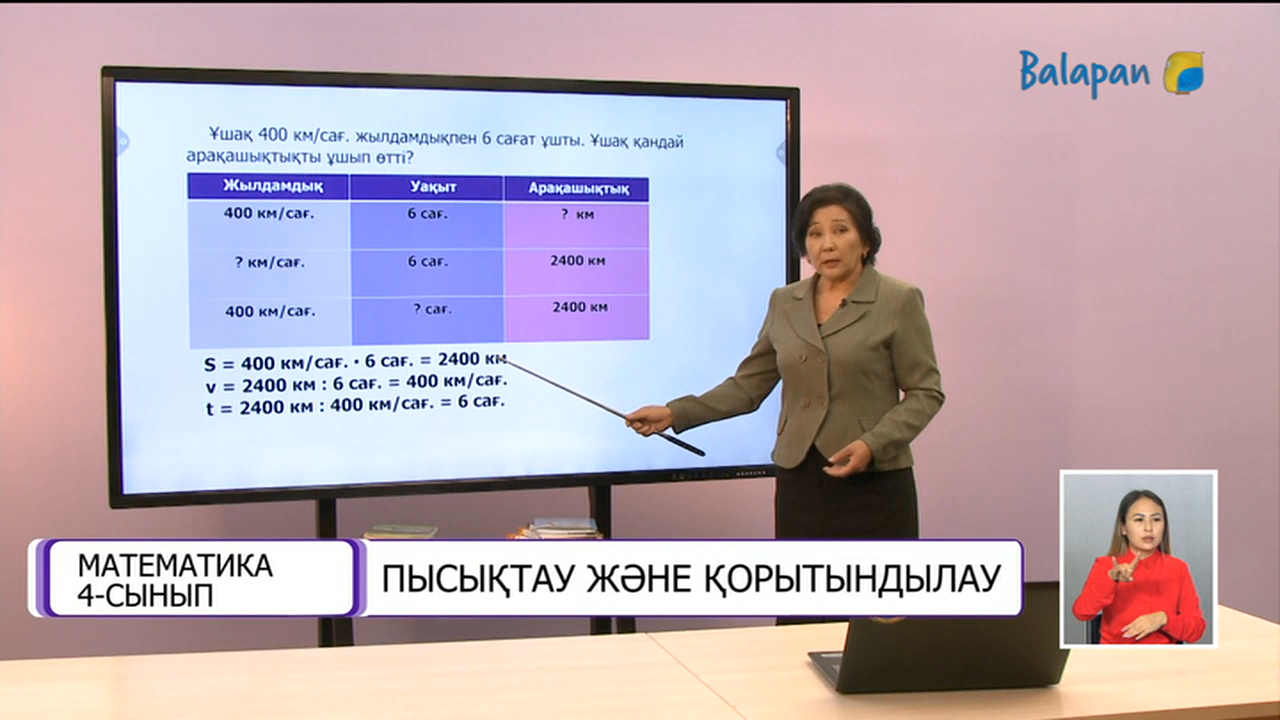 Balapan
Ұшақ 400 км/сағ. жылдамдықпен 6 сағат ұшты. Ұшақ қандай
арақашықтықты ұшып өтті?
Жылдамдық Уақыт Арақашықтық
400 км/сағ. 6 сағ. ? км
? км/сағ. 6 сағ. 2400 км
400 км/сағ. ? сағ. 2400 км
S = 400 км/сағ. · 6 сағ. = 2400 км
v = 2400 км : 6 сағ. = 400 км/сағ.
t = 2400 км : 400 км/сағ. = 6 сағ.
МАТЕМАТИКА
4-СЫНЫП
ПЫСЫҚТАУ ЖӘНЕ ҚОРЫТЫНДЫЛАУ